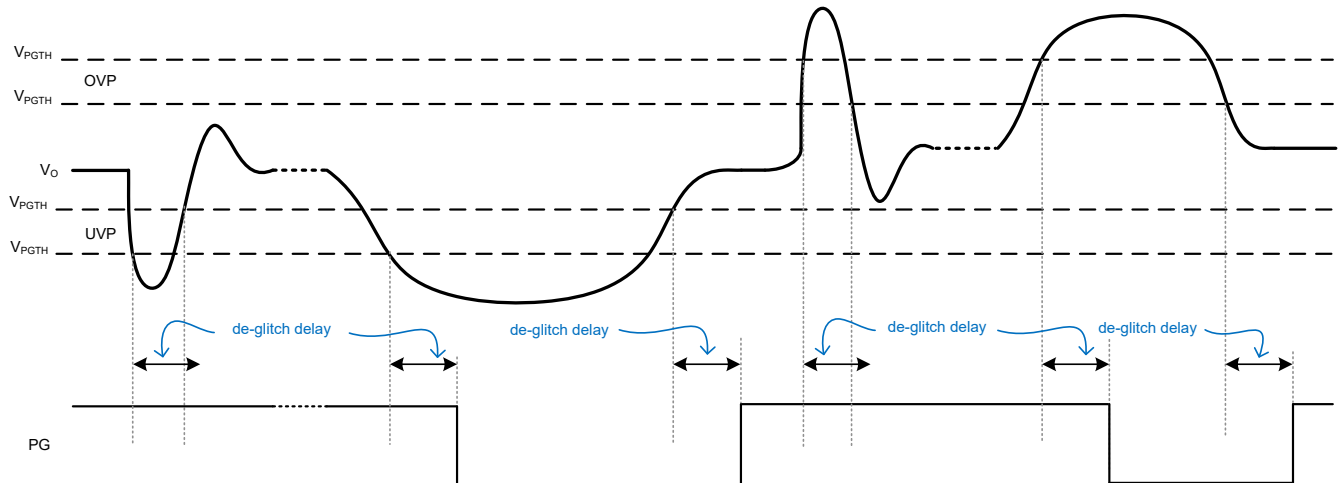 VPGTH
OVP
VPGTH
VO
VPGTH
UVP
VPGTH
de-glitch delay
de-glitch delay
de-glitch delay
de-glitch delay
PG